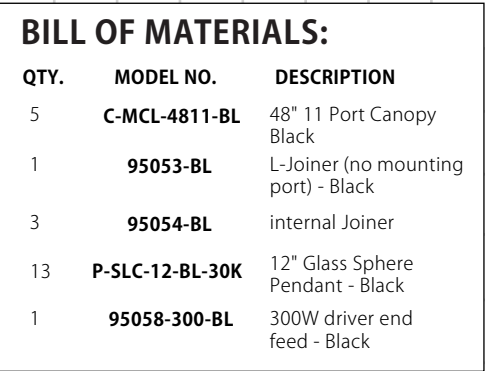 BILL OF MATERIALS:
QTY. MODEL NO. DESCRIPTION
5 C-MCL-4811-BL 48" 11 Port Canopy
Black
1 95053-BL L-Joiner (no mounting
port) - Black
3 95054-BL internal Joiner
13 P-SLC-12-BL-30K 12" Glass Sphere
Pendant - Black
1 95058-300-BL 300W driver end
feed - Black